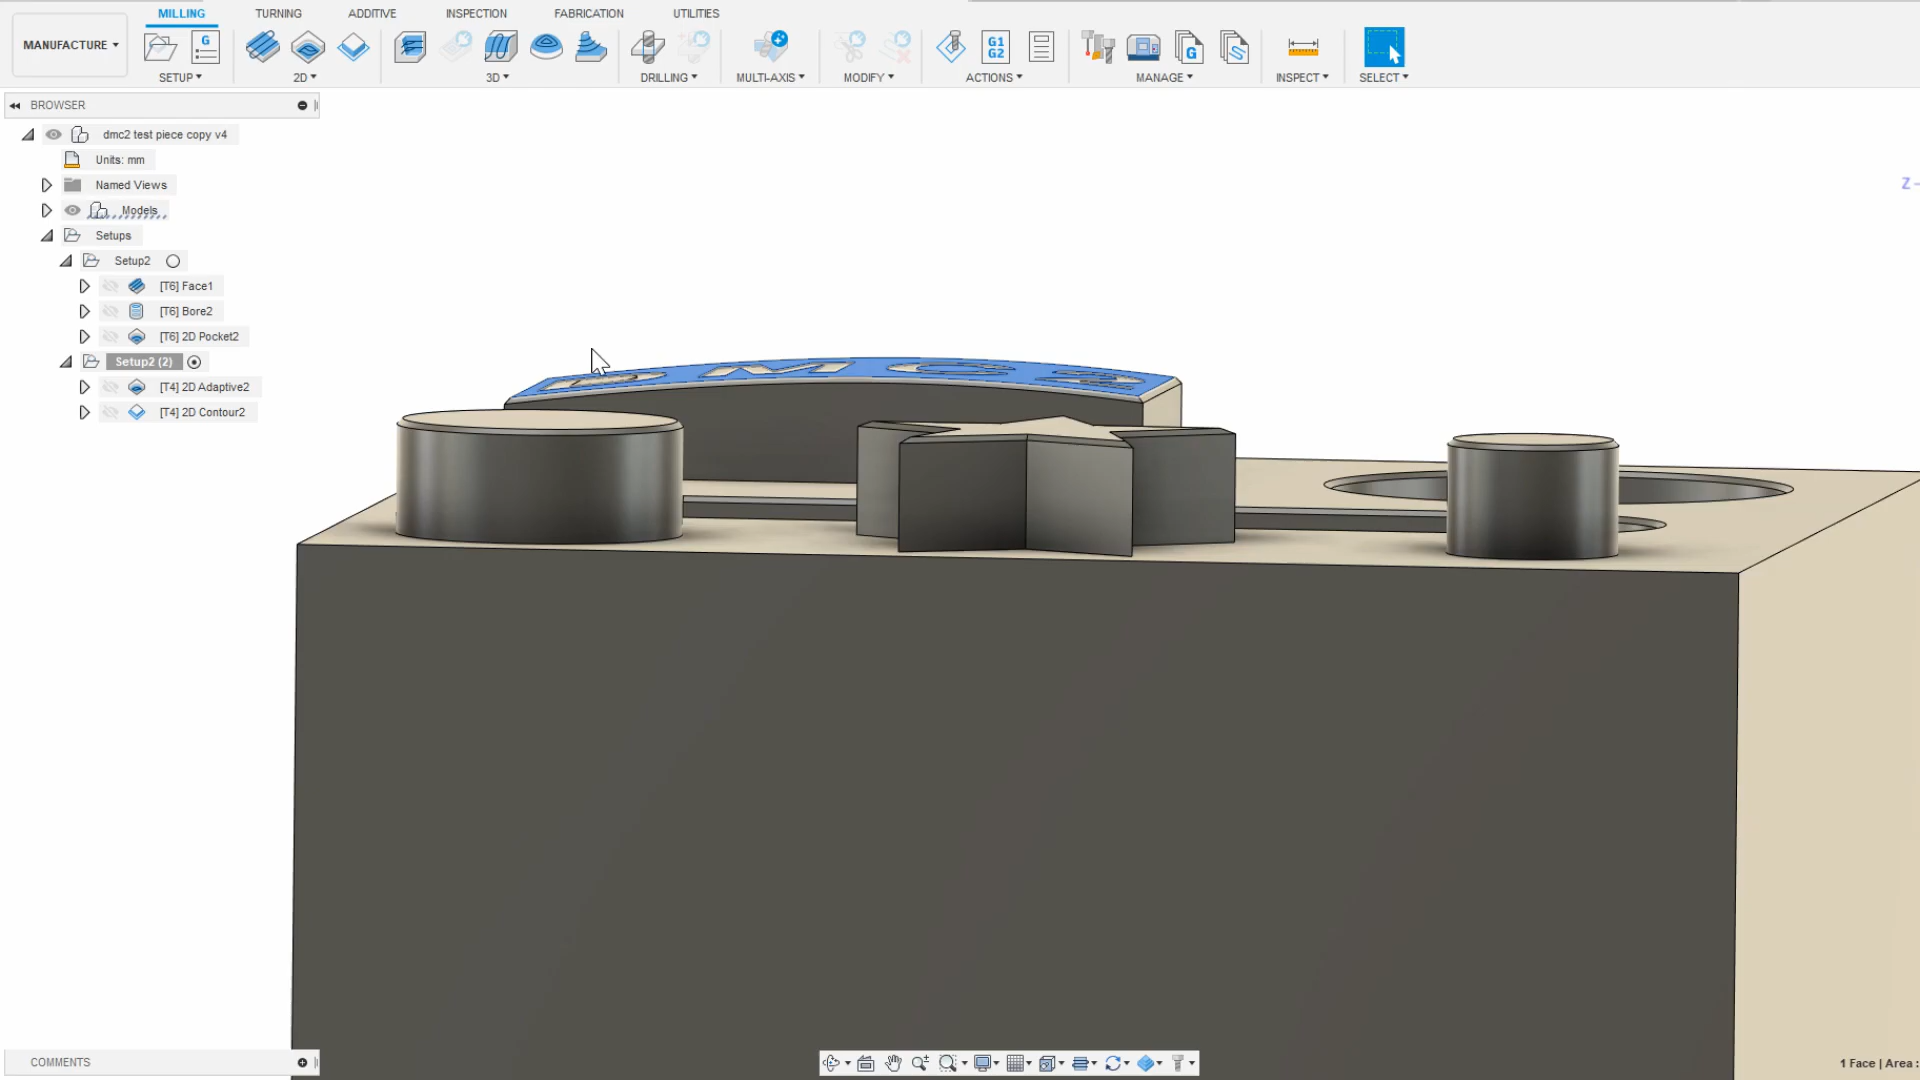 MILLING TURNING ADDITIVE INSPECTION FABRICATION UTILITIES
MANUFACTURE
G
G1
G2
G
SETUP 2D 3D DRILLING MULTI-AXIS MODIFY ACTIONS MANAGE INSPECT SELECT
BROWSER
dmc2 test piece copy v4
Units: mm
Named Views
Models
Setups
Setup2
[T6] Face1
[T6] Bore2
[T6] 2D Pocket2
Setup2 (2)
[T4] 2D Adaptive2
[T4] 2D Contour2
Z
DMC2
COMMENTS
1 Face | Area :